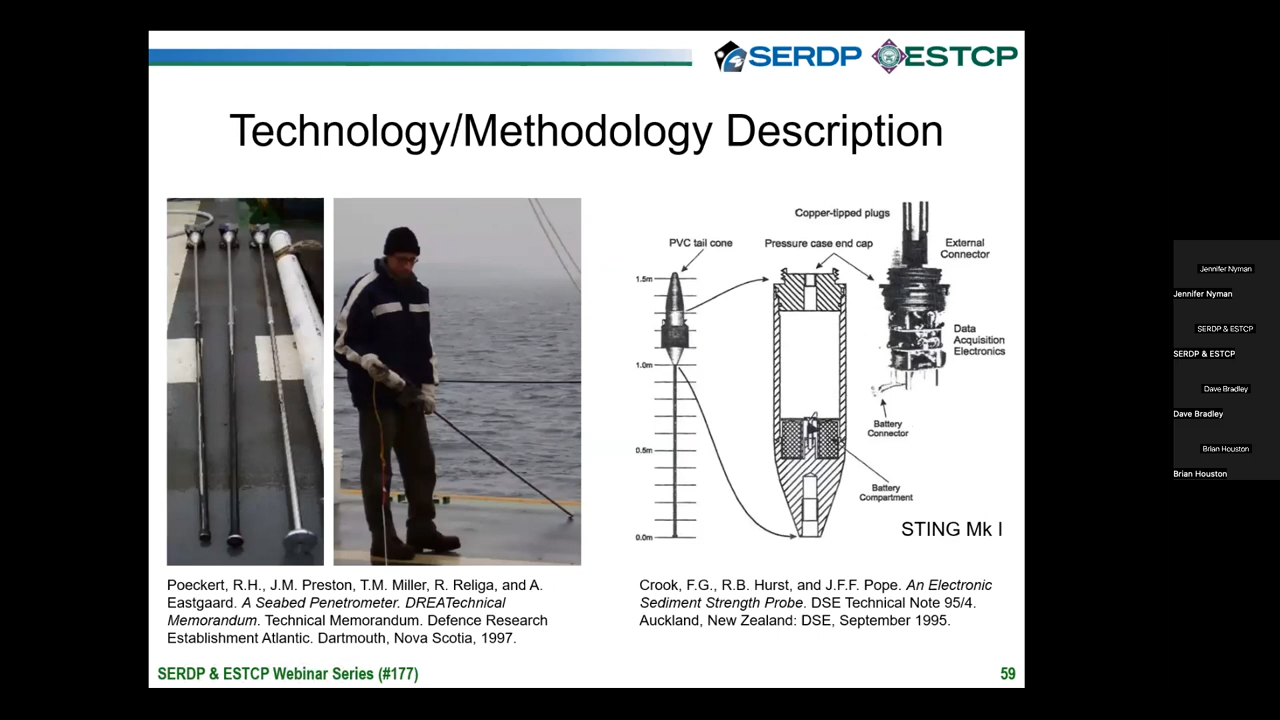 SERDP ESTCP
Technology/Methodology Description
Copper-tipped plugs
PVC tail cone
Pressure case end cap
External
Connector
1.5m
Data
Acquisition
Electronics
1.0m
Battery
Connector
0.5m
Battery
Compartment
STING Mk I
0.0m
Poeckert, R.H., J.M. Preston, T.M. Miller, R. Religa, and A.
Eastgaard. A Seabed Penetrometer. DREATechnical
Memorandum. Technical Memorandum. Defence Research
Establishment Atlantic. Dartmouth, Nova Scotia, 1997.
Crook, F.G., R.B. Hurst, and J.F.F. Pope. An Electronic
Sediment Strength Probe. DSE Technical Note 95/4.
Auckland, New Zealand: DSE, September 1995.
SERDP & ESTCP Webinar Series (#177)
59
Jennifer Nyman
Jennifer Nyman
SERDP & ESTCP
SERDP & ESTCP
Dave Bradley
Dave Bradley
Brian Houston
Brian Houston